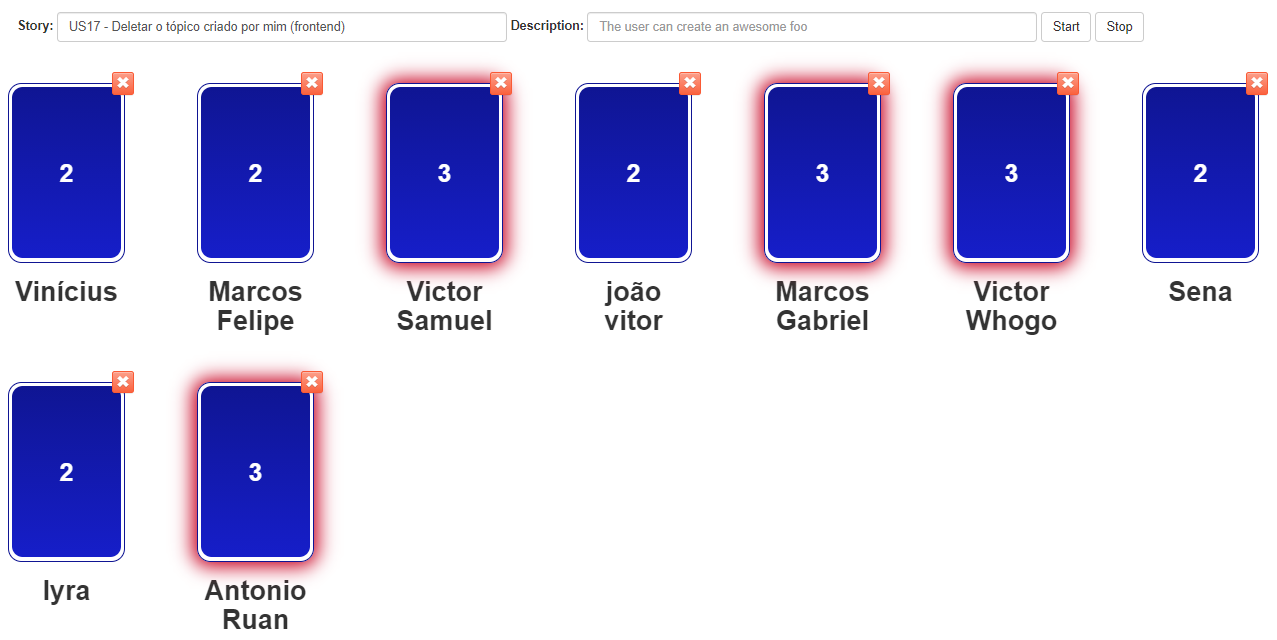 Story: US17 - Deletar o tópico criado por mim (frontend) Description: The user can create an awesome foo Start Stop
2 2 3 2 3 3 2
Vinícius Marcos Felipe Victor Samuel joão vitor Marcos Gabriel Victor Whogo Sena
2 3
lyra Antonio Ruan